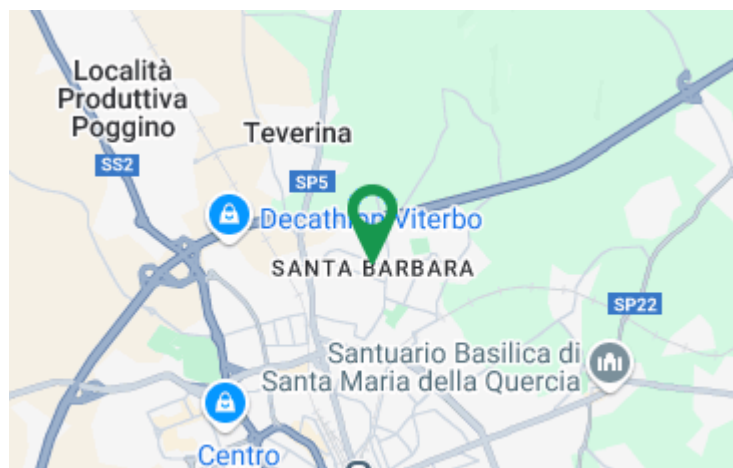 Località
Produttiva
Poggino
Teverina
SS2
SP5
Decathlon Viterbo
SANTA BARBARA
SP22
Santuario Basilica di
Santa Maria della Quercia
Centro